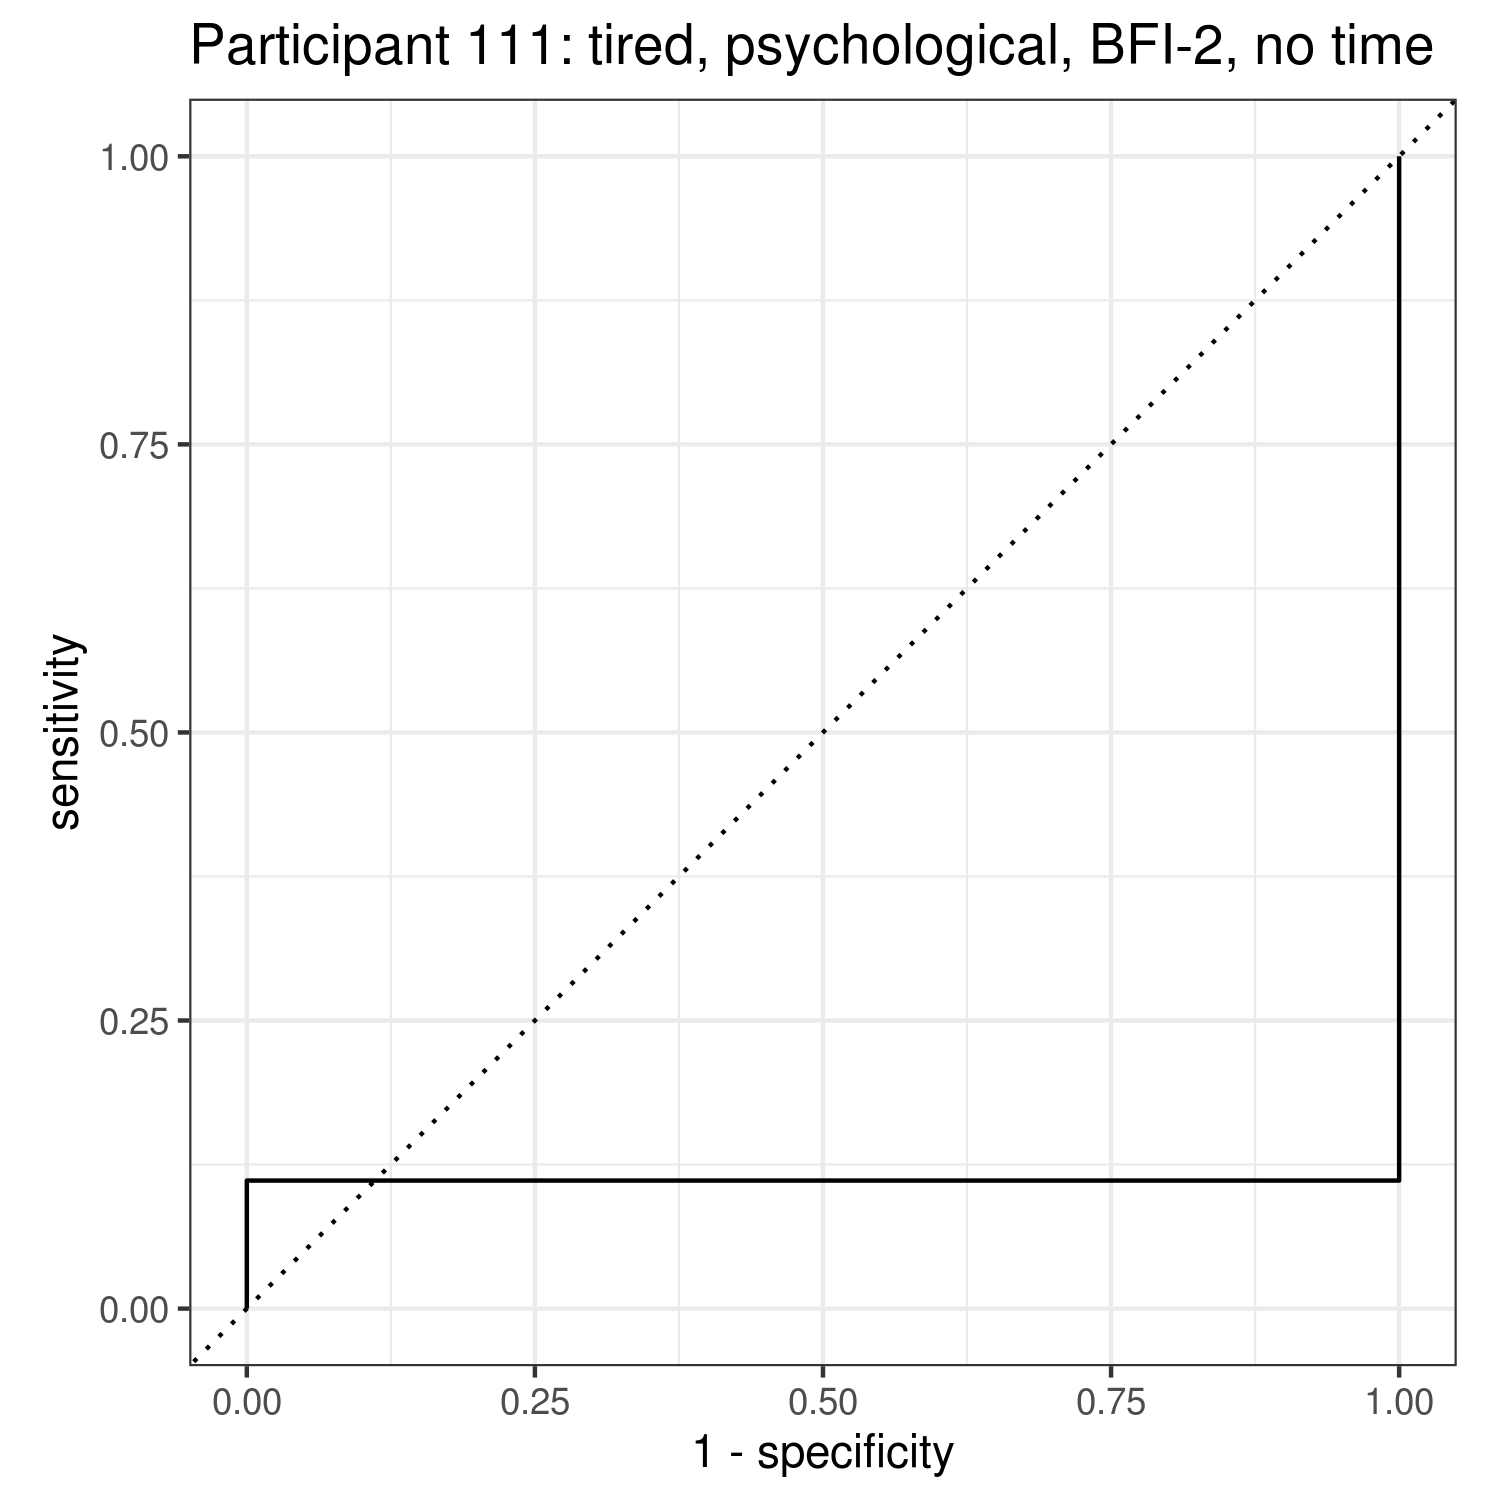 Participant 111: tired, psychological, BFI-2, no time
1.00
0.75
0.50
0.25
0.00
sensitivity
0.00 0.25 0.50 0.75 1.00
1 - specificity